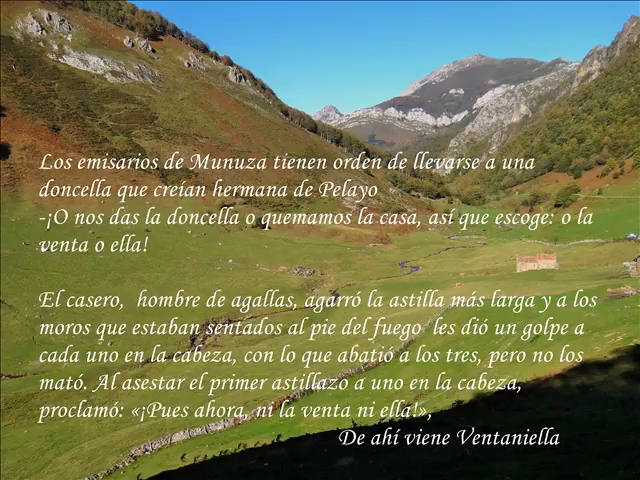 Los emisarios de Munuza tienen orden de llevarse a una
doncella que creían hermana de Pelayo
-¡O nos das la doncella o quemamos la casa, así que escoge: o la
venta o ella!
El casero, hombre de agallas, agarró la astilla más larga y a los
moros que estaban sentados al pie del fuego les dió un golpe a
cada uno en la cabeza, con lo que abatió a los tres, pero no los
mató. Al asestar el primer astillazo a uno en la cabeza,
proclamó: «¡Pues ahora, ni la venta ni ella!»,
De ahí viene Ventaniella